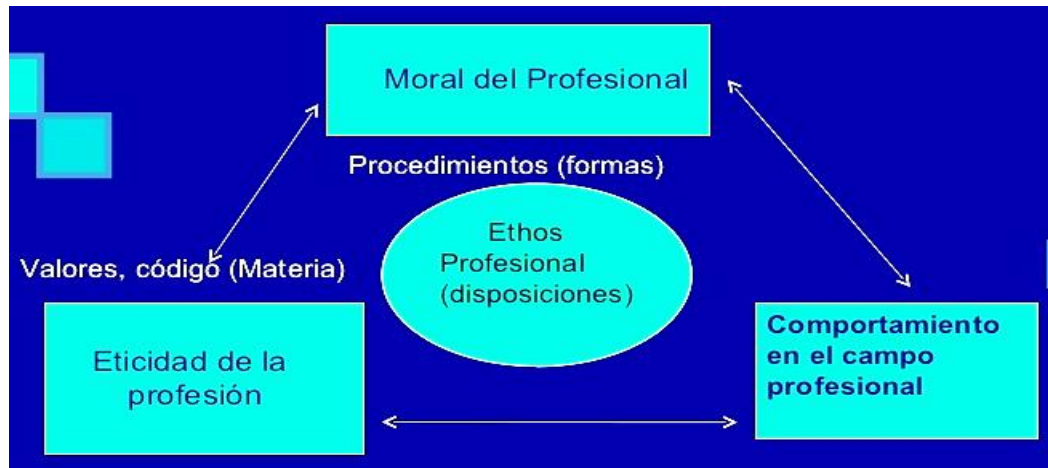 Moral del Profesional
Procedimientos (formas)
Ethos
Profesional
(disposiciones)
Valores, código (Materia)
Eticidad de la
profesión
Comportamiento
en el campo
profesional